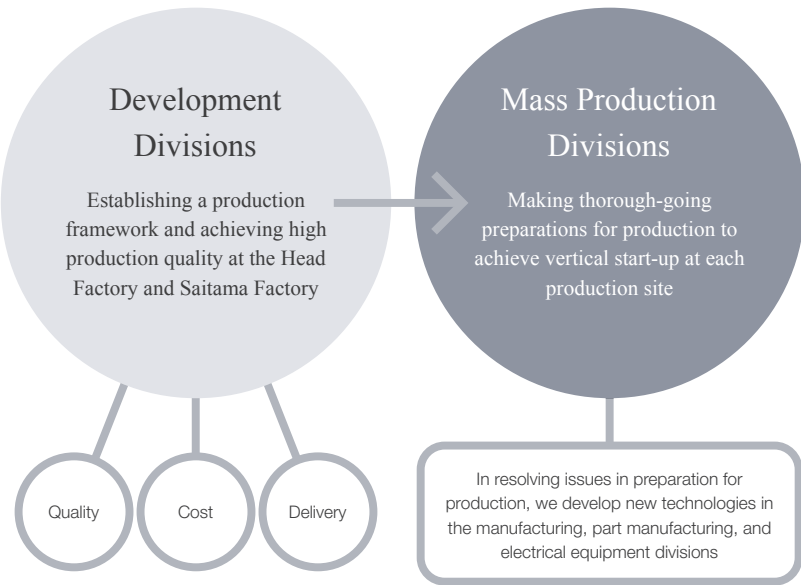 Development
Divisions
Establishing a production
framework and achieving high
production quality at the Head
Factory and Saitama Factory
Mass Production
Divisions
Making thorough-going
preparations for production to
achieve vertical start-up at each
production site
Quality
Cost
Delivery
In resolving issues in preparation for
production, we develop new technologies in
the manufacturing, part manufacturing, and
electrical equipment divisions